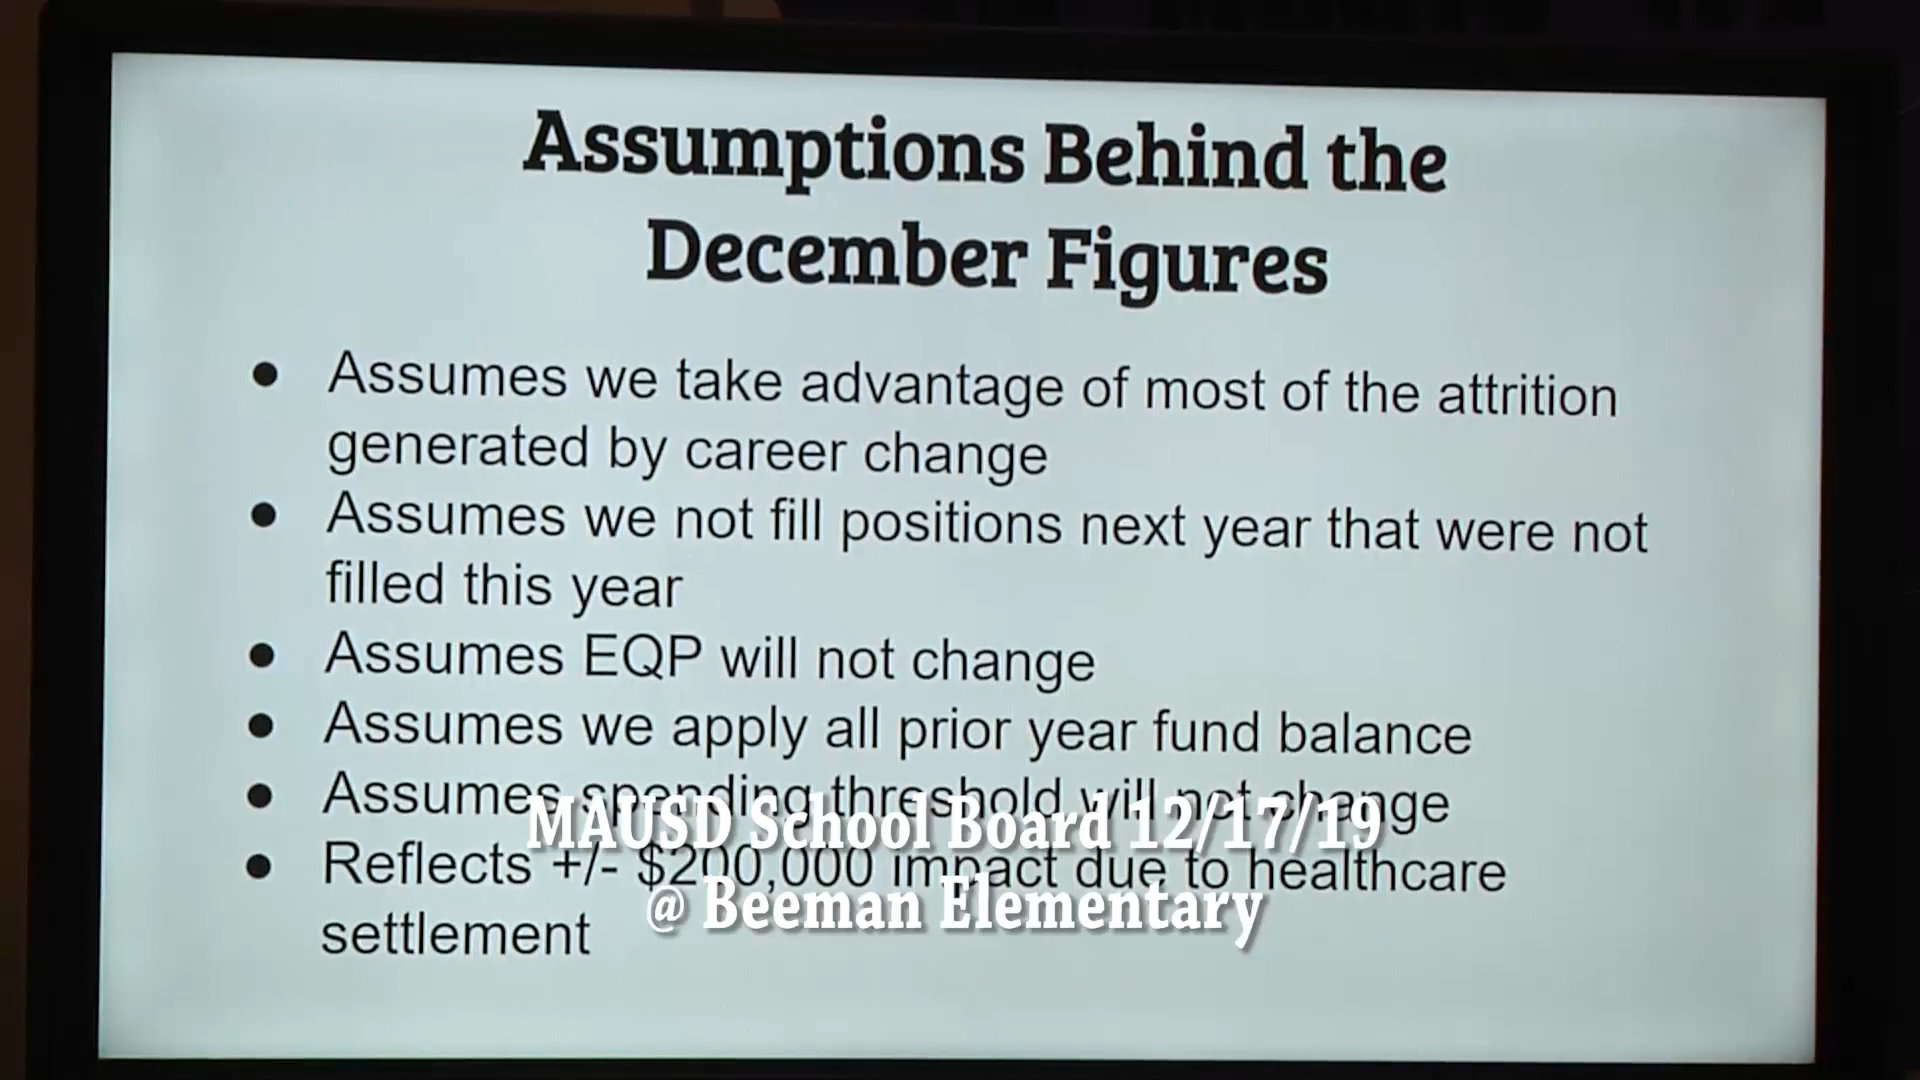 Assumptions Behind the
December Figures
● Assumes we take advantage of most of the attrition
generated by career change
● Assumes we not fill positions next year that were not
filled this year
● Assumes EQP will not change
● Assumes we apply all prior year fund balance
● Assumes spending threshold will not change
● Reflects +/- $200,000 impact due to healthcare
settlement
MAUSD School Board 12/17/19
@ Beeman Elementary